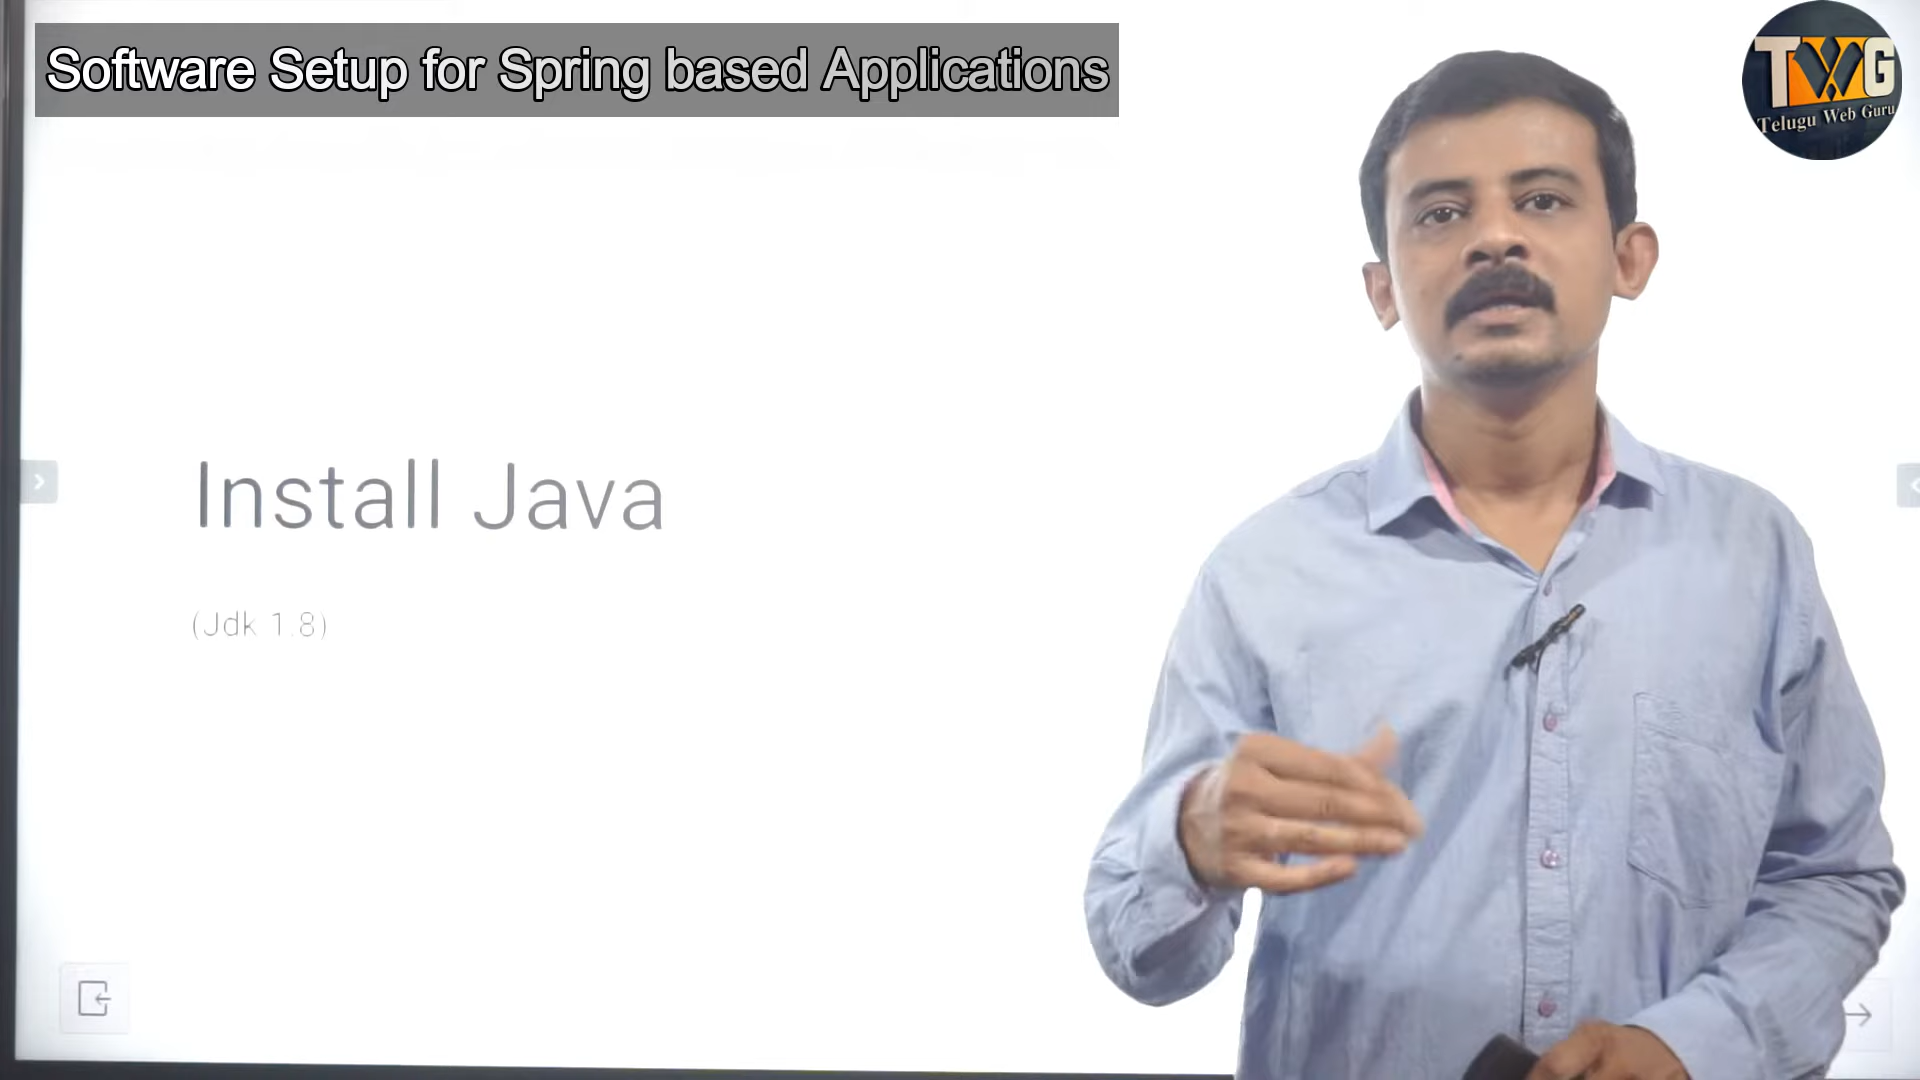 Software Setup for Spring based Applications
TWG
Telugu Web Guru
Install Java
(Jdk 1.8)